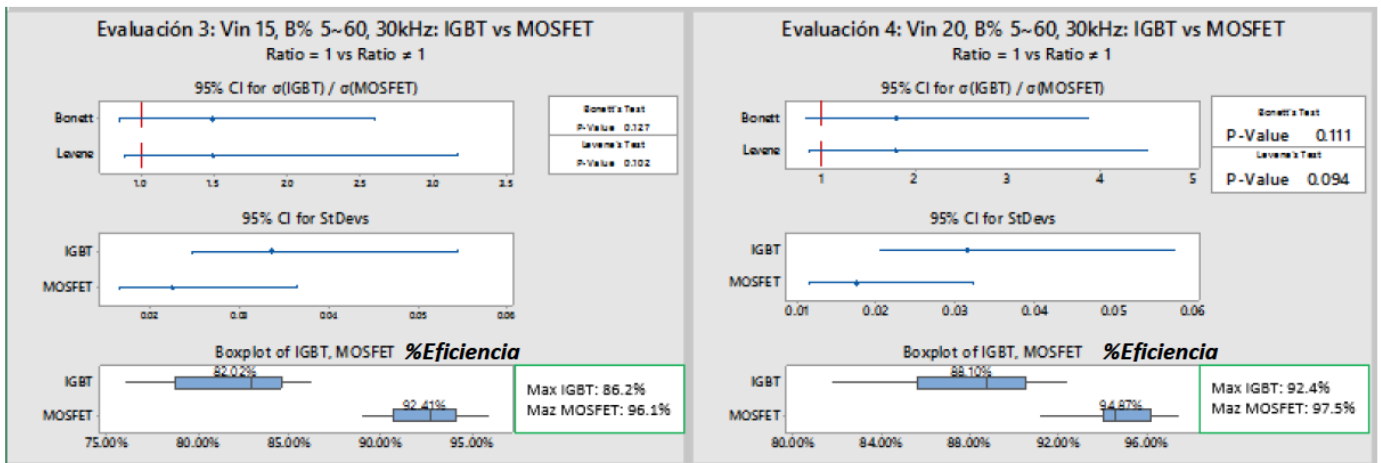 Evaluación 3: Vin 15, B% 5~60, 30kHz: IGBT vs MOSFET
Ratio = 1 vs Ratio ≠ 1
95% CI for σ(IGBT) / σ(MOSFET)
Bonett
Levene
Bonett's Test
P-Value 0.127
Levene's Test
P-Value 0.102
1.0 1.5 2.0 2.5 3.0 3.5
95% CI for StDevs
IGBT
MOSFET
0.02 0.03 0.04 0.05 0.06
Boxplot of IGBT, MOSFET %Eficiencia
IGBT
82.02%
MOSFET
92.41%
Max IGBT: 86.2%
Maz MOSFET: 96.1%
75.00% 80.00% 85.00% 90.00% 95.00%
Evaluación 4: Vin 20, B% 5~60, 30kHz: IGBT vs MOSFET
Ratio = 1 vs Ratio ≠ 1
95% CI for σ(IGBT) / σ(MOSFET)
Bonett
Levene
Bonett's Test
P-Value 0.111
Levene's Test
P-Value 0.094
1 2 3 4 5
95% CI for StDevs
IGBT
MOSFET
0.01 0.02 0.03 0.04 0.05 0.06
Boxplot of IGBT, MOSFET %Eficiencia
IGBT
88.10%
MOSFET
94.87%
Max IGBT: 92.4%
Maz MOSFET: 97.5%
80.00% 84.00% 88.00% 92.00% 96.00%